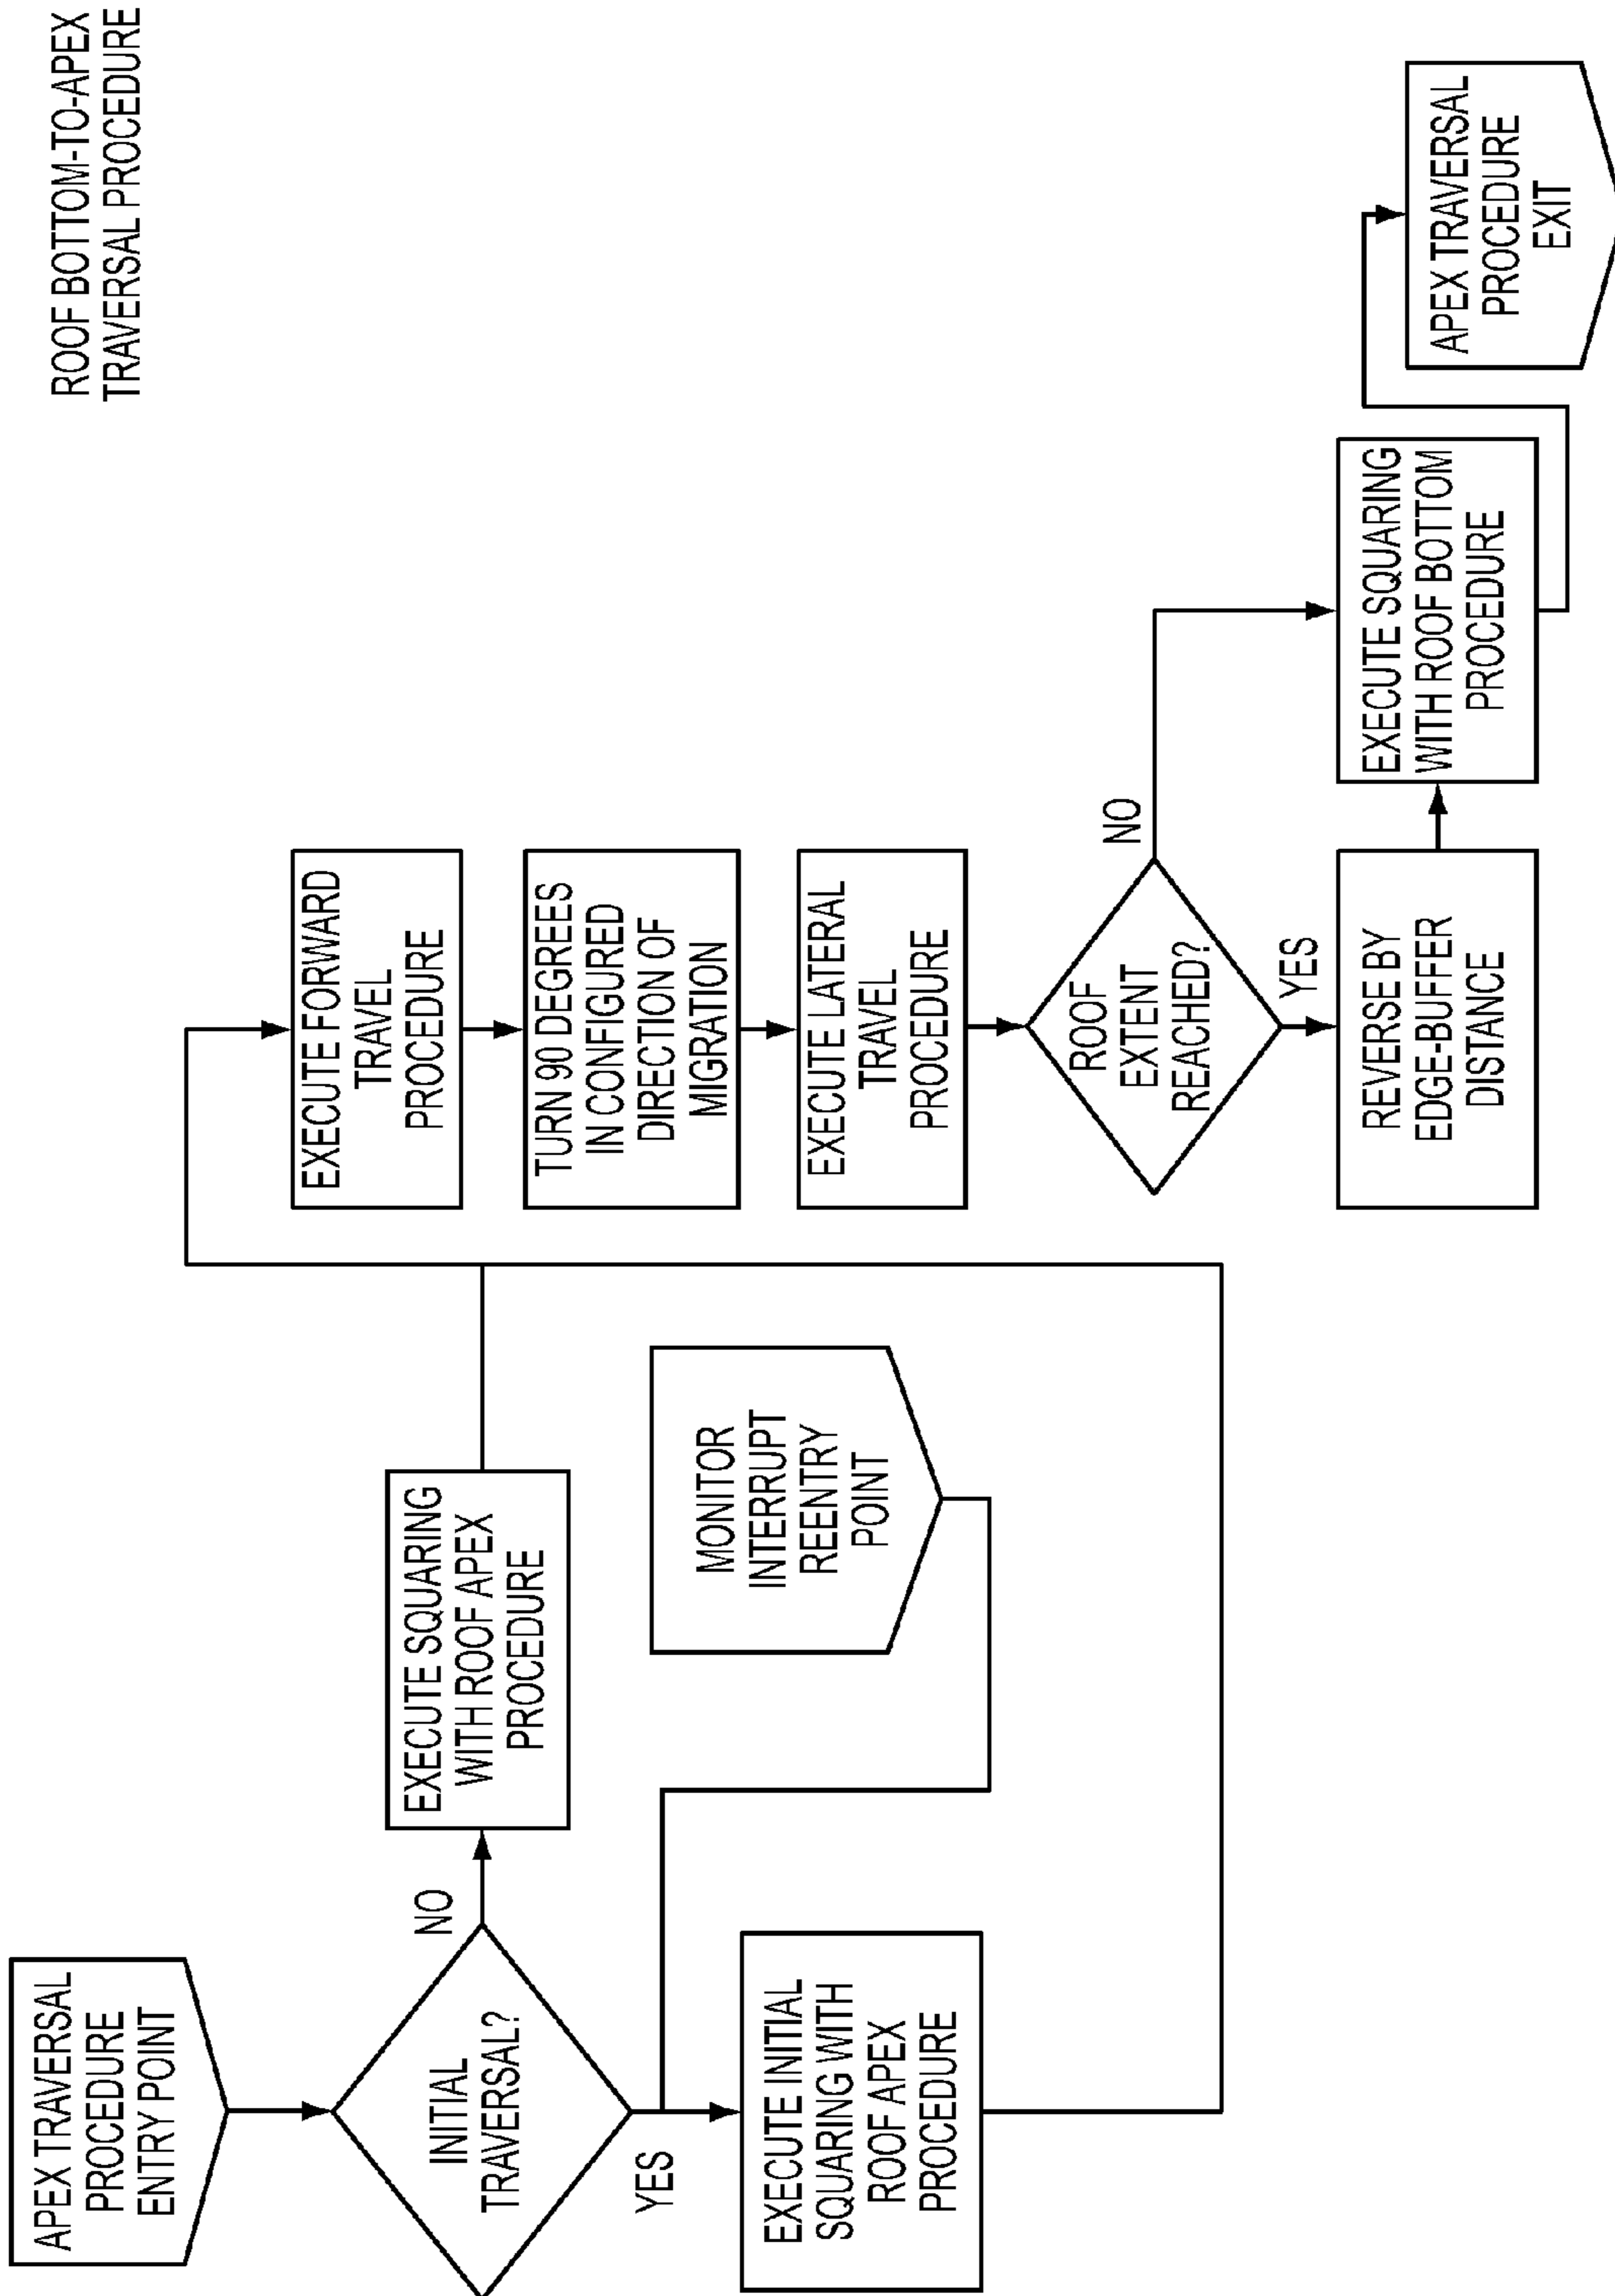 ROOF BOTTOM-TO-APEX
TRAVERSAL PROCEDURE
APEX TRAVERSAL
PROCEDURE
ENTRY POINT
INITIAL
TRAVERSAL?
NO
EXECUTE SQUARING
WITH ROOF APEX
PROCEDURE
YES
MONITOR
INTERRUPT
REENTRY
POINT
EXECUTE INITIAL
SQUARING WITH
ROOF APEX
PROCEDURE
EXECUTE FORWARD
TRAVEL
PROCEDURE
TURN 90 DEGREES
IN CONFIGURED
DIRECTION OF
MIGRATION
EXECUTE LATERAL
TRAVEL
PROCEDURE
ROOF
EXTENT
REACHED?
NO
YES
REVERSE BY
EDGE-BUFFER
DISTANCE
EXECUTE SQUARING
WITH ROOF BOTTOM
PROCEDURE
APEX TRAVERSAL
PROCEDURE
EXIT